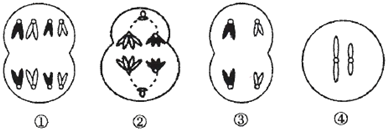 ① ② ③ ④